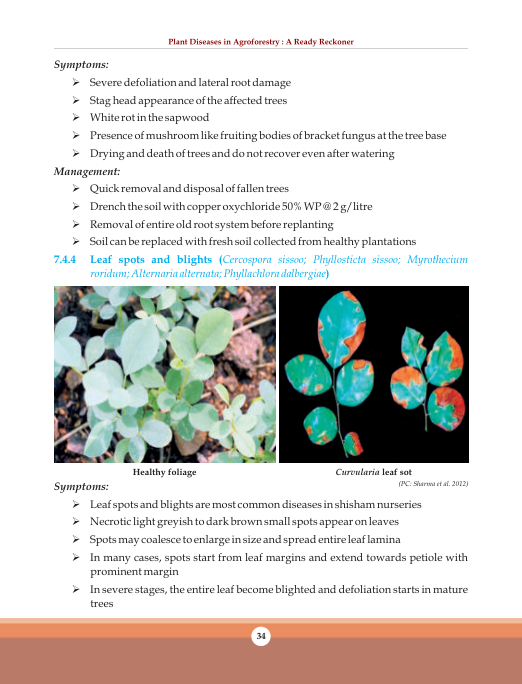 Plant Diseases in Agroforestry : A Ready Reckoner
Symptoms:
➢ Severe defoliation and lateral root damage
➢ Stag head appearance of the affected trees
➢ White rot in the sapwood
➢ Presence of mushroom like fruiting bodies of bracket fungus at the tree base
➢ Drying and death of trees and do not recover even after watering
Management:
➢ Quick removal and disposal of fallen trees
➢ Drench the soil with copper oxychloride 50% WP @ 2 g/litre
➢ Removal of entire old root system before replanting
➢ Soil can be replaced with fresh soil collected from healthy plantations
7.4.4 Leaf spots and blights (Cercospora sissoo; Phyllosticta sissoo; Myrothecium
roridum; Alternaria alternata; Phyllachlora dalbergiae)
Healthy foliage
Curvularia leaf sot
(PC: Sharma et al. 2012)
Symptoms:
➢ Leaf spots and blights are most common diseases in shisham nurseries
➢ Necrotic light greyish to dark brown small spots appear on leaves
➢ Spots may coalesce to enlarge in size and spread entire leaf lamina
➢ In many cases, spots start from leaf margins and extend towards petiole with
prominent margin
➢ In severe stages, the entire leaf become blighted and defoliation starts in mature
trees
34